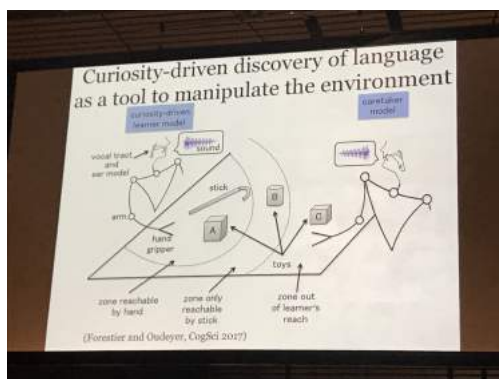 Curiosity-driven discovery of language
as a tool to manipulate the environment
curiosity-driven
learner model
caretaker
model
sound
vocal tract
and
ear model
stick
arm
hand
gripper
A
B
C
toys
zone reachable
by hand
zone only
reachable
by stick
zone out
of learner's
reach
(Forestier and Oudeyer, CogSci 2017)